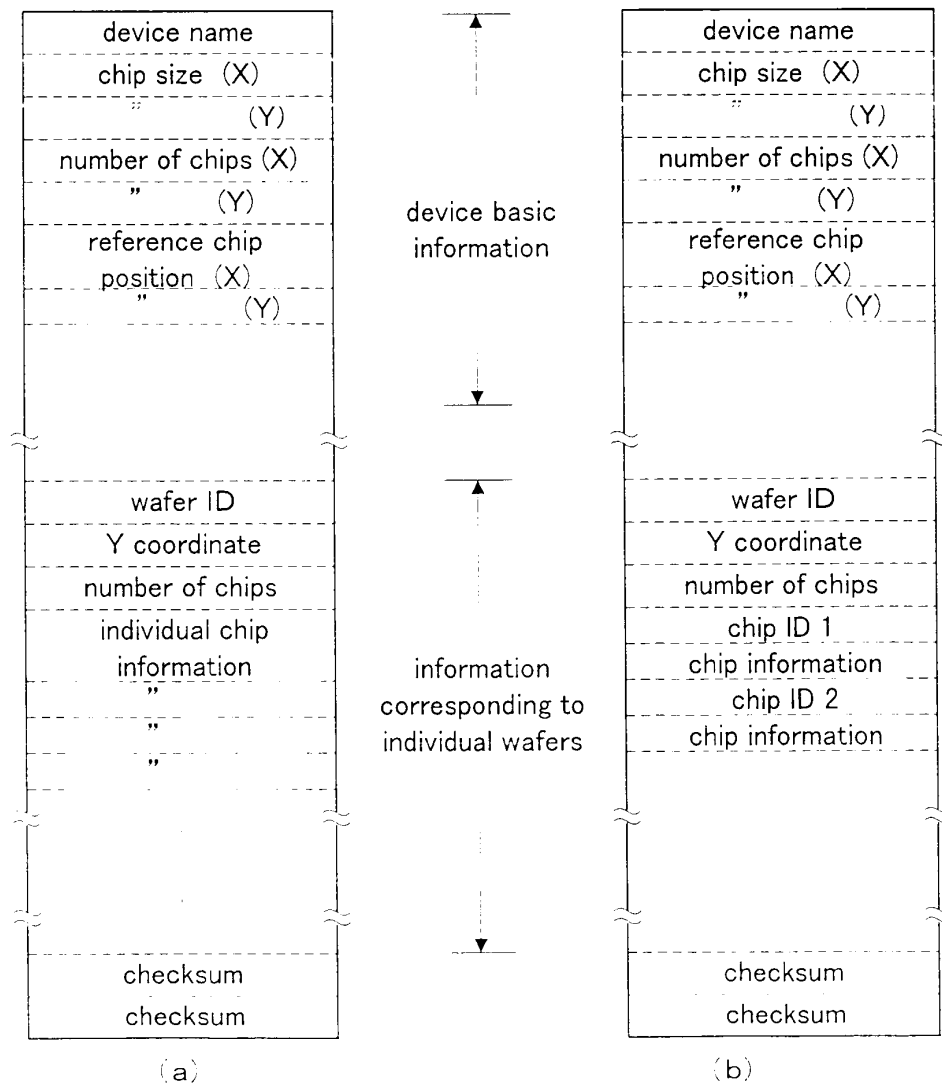 device name
chip size (X)
" (Y)
number of chips (X)
" (Y)
reference chip
position (X)
" (Y)
wafer ID
Y coordinate
number of chips
individual chip
information
"
"
"
checksum
checksum
(a)
device basic
information
information
corresponding to
individual wafers
device name
chip size (X)
" (Y)
number of chips (X)
" (Y)
reference chip
position (X)
" (Y)
wafer ID
Y coordinate
number of chips
chip ID 1
chip information
chip ID 2
chip information
checksum
checksum
(b)